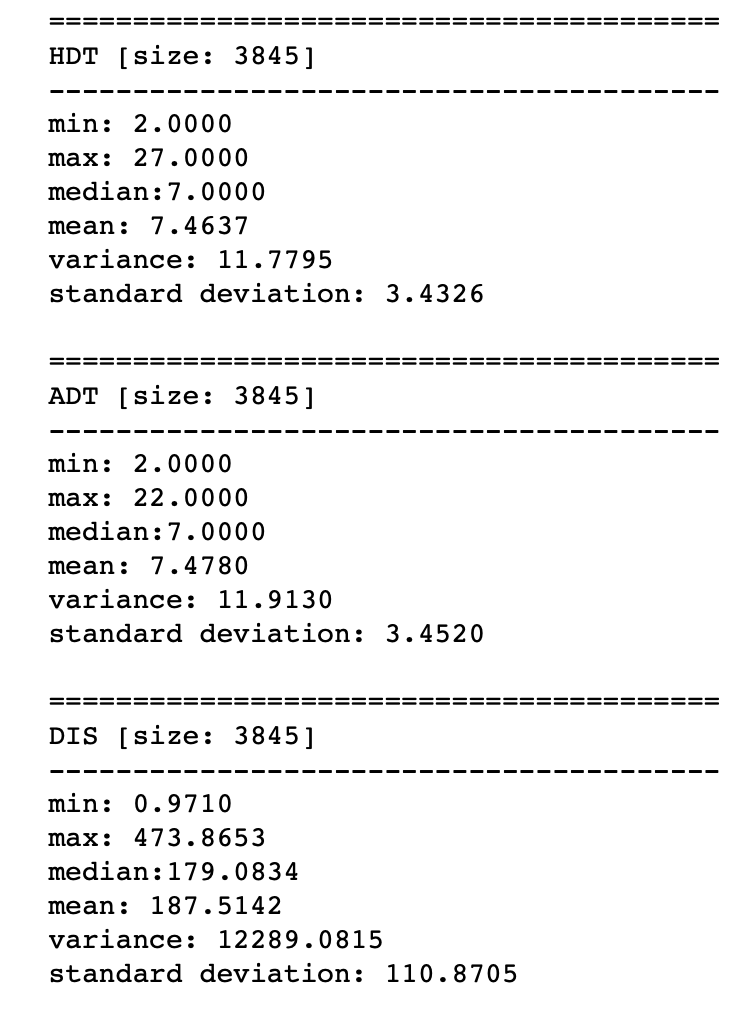 ========================================
HDT [size: 3845]
----------------------------------------
min: 2.0000
max: 27.0000
median:7.0000
mean: 7.4637
variance: 11.7795
standard deviation: 3.4326
========================================
ADT [size: 3845]
----------------------------------------
min: 2.0000
max: 22.0000
median:7.0000
mean: 7.4780
variance: 11.9130
standard deviation: 3.4520
========================================
DIS [size: 3845]
----------------------------------------
min: 0.9710
max: 473.8653
median:179.0834
mean: 187.5142
variance: 12289.0815
standard deviation: 110.8705